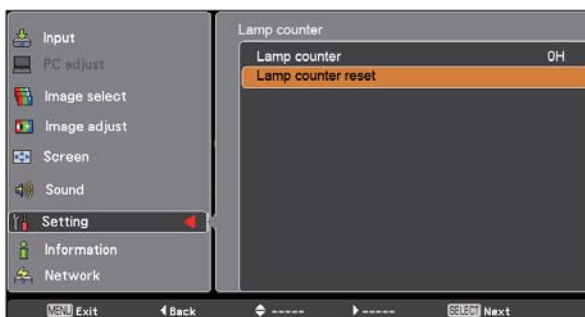 Input
PC adjust
Image select
Image adjust
Screen
Sound
Setting
Information
Network
Lamp counter
Lamp counter 0H
Lamp counter reset
MENU Exit Back ----- ----- SELECT Next